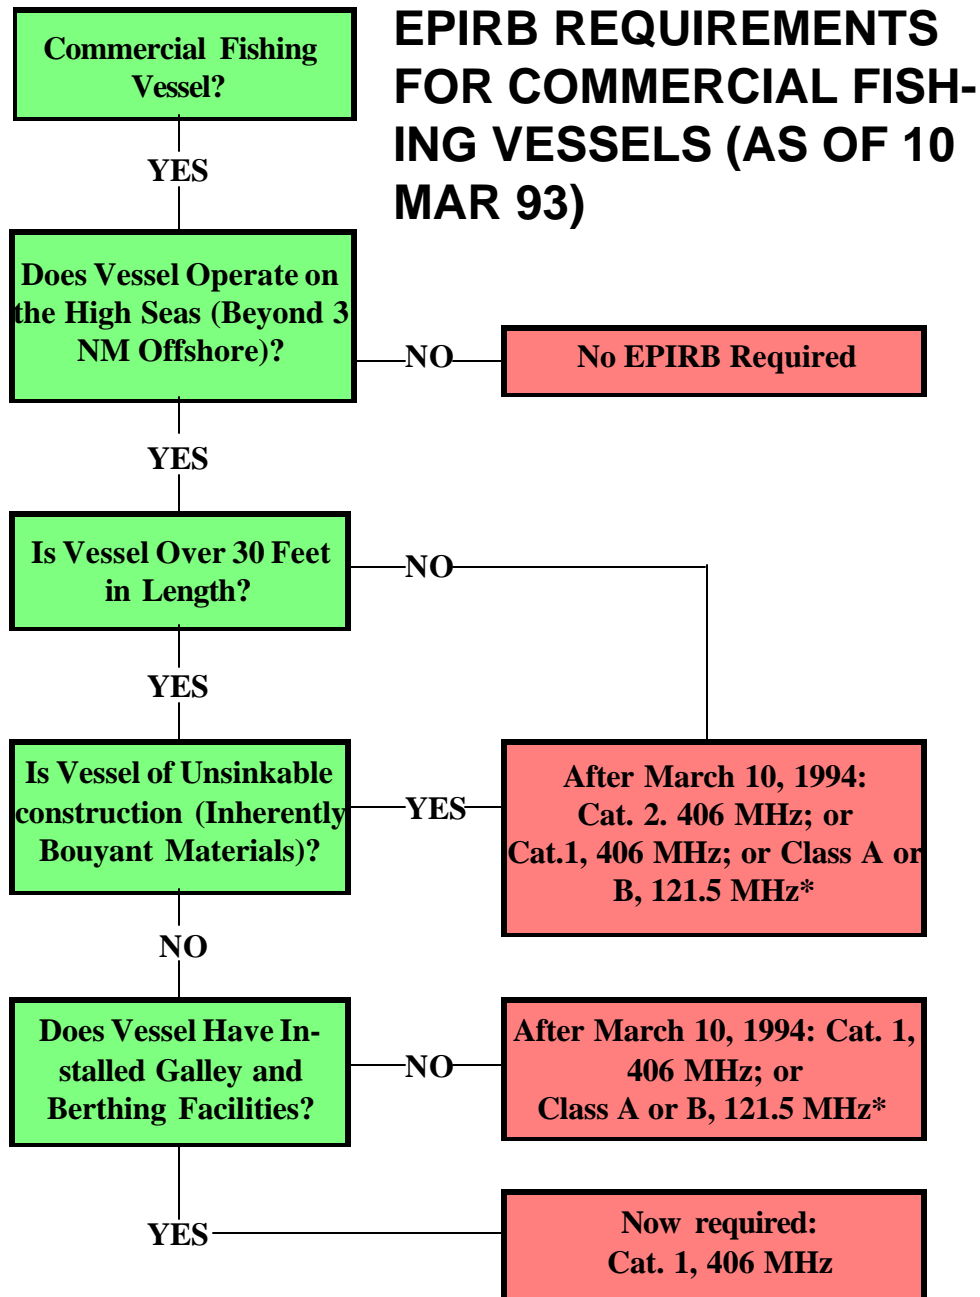 EPIRB REQUIREMENTS
FOR COMMERCIAL FISH-
ING VESSELS (AS OF 10
MAR 93)
Commercial Fishing
Vessel?
YES
Does Vessel Operate on
the High Seas (Beyond 3
NM Offshore)?
NO
No EPIRB Required
YES
Is Vessel Over 30 Feet
in Length?
NO
YES
Is Vessel of Unsinkable
construction (Inherently
Bouyant Materials)?
YES
After March 10, 1994:
Cat. 2. 406 MHz; or
Cat.1, 406 MHz; or Class A or
B, 121.5 MHz*
NO
Does Vessel Have In-
stalled Galley and
Berthing Facilities?
NO
After March 10, 1994: Cat. 1,
406 MHz; or
Class A or B, 121.5 MHz*
YES
Now required:
Cat. 1, 406 MHz